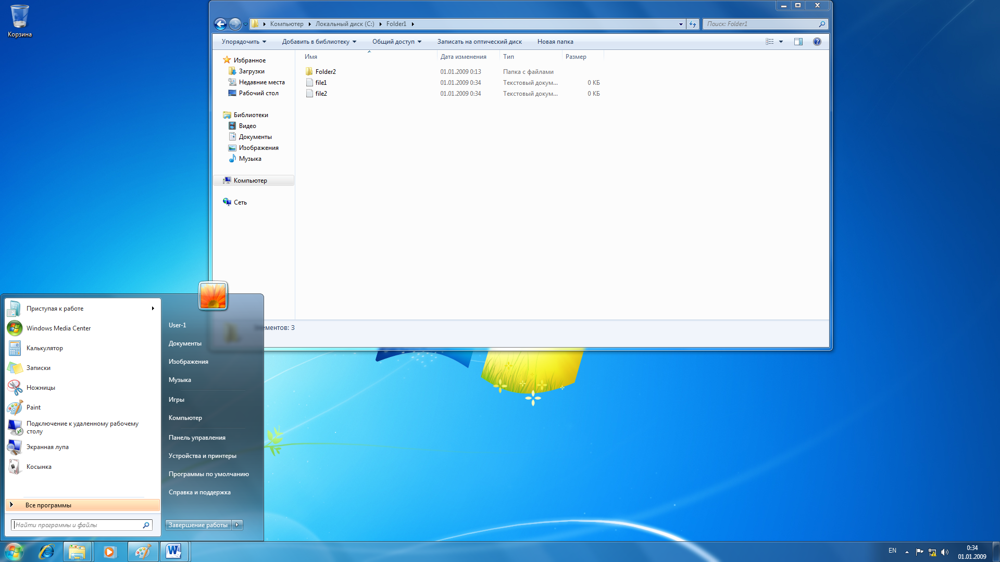 Корзина
Компьютер
Локальный диск (C:)
Folder1
Поиск: Folder1
Упорядочить
Добавить в библиотеку
Общий доступ
Записать на оптический диск
Новая папка
Избранное
Загрузки
Недавние места
Рабочий стол
Библиотеки
Видео
Документы
Изображения
Музыка
Компьютер
Сеть
Имя Дата изменения Тип Размер
Folder2 01.01.2009 0:13 Папка с файлами
file1 01.01.2009 0:34 Текстовый докум... 0 КБ
file2 01.01.2009 0:34 Текстовый докум... 0 КБ
Элементов: 3
Приступая к работе
Windows Media Center
Калькулятор
Записки
Ножницы
Paint
Подключение к удаленному рабочему
столу
Экранная лупа
Косынка
Все программы
Найти программы и файлы
User-1
Документы
Изображения
Музыка
Игры
Компьютер
Панель управления
Устройства и принтеры
Программы по умолчанию
Справка и поддержка
Завершение работы
W
EN
0:34
01.01.2009